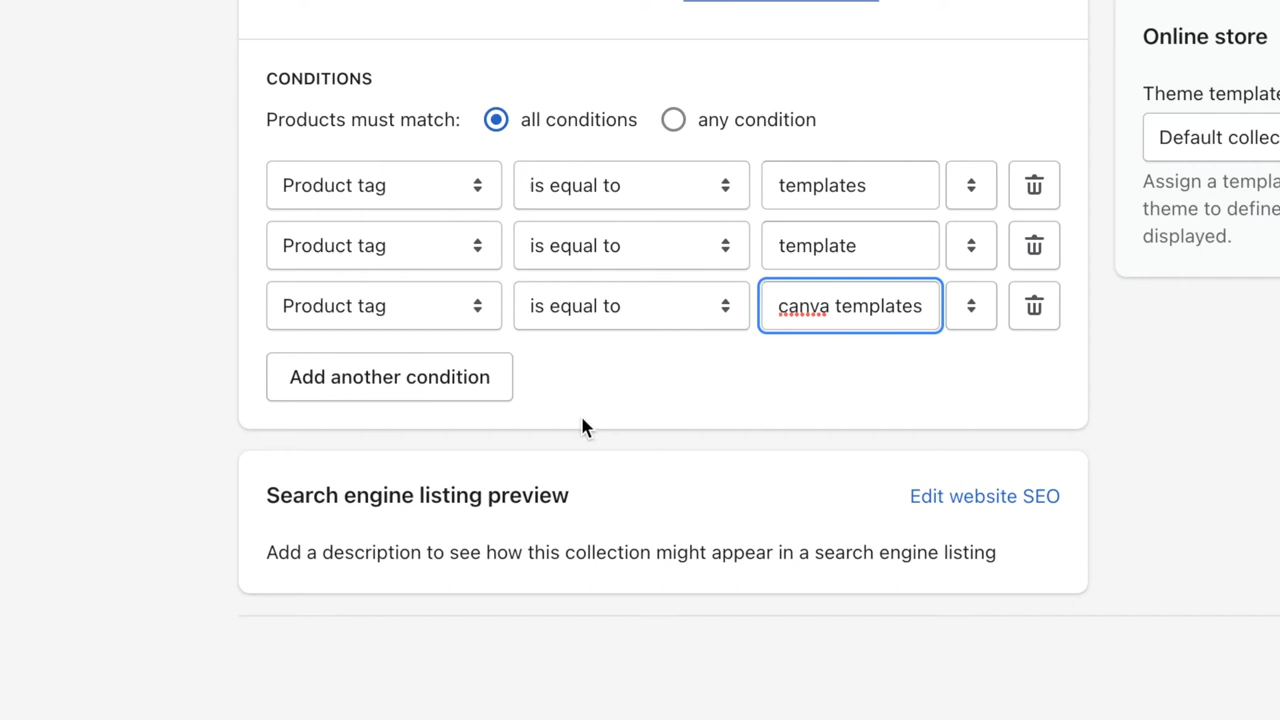 CONDITIONS
Products must match: all conditions any condition
Product tag is equal to templates
Product tag is equal to template
Product tag is equal to canva templates
Add another condition
Search engine listing preview Edit website SEO
Add a description to see how this collection might appear in a search engine listing
Online store
Theme template
Default collec
Assign a templa
theme to define
displayed.